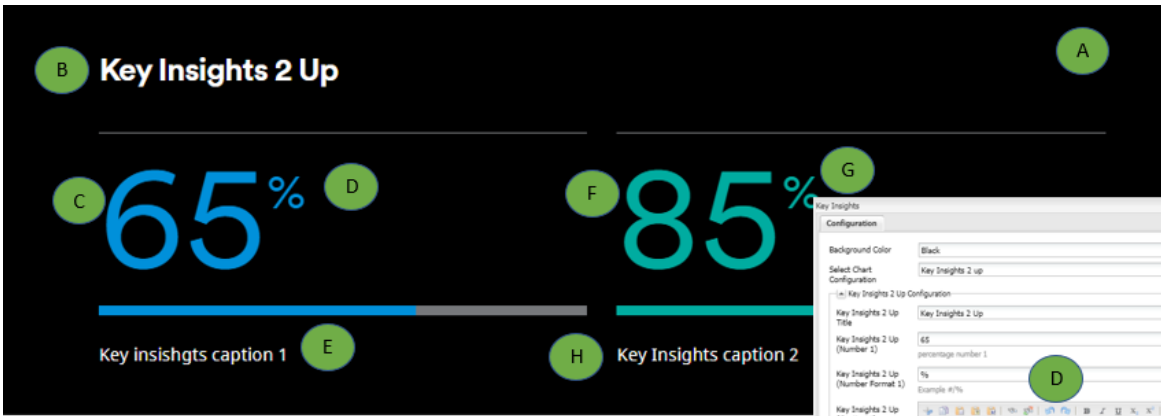 A
B Key Insights 2 Up
C 65% D F 85% G
Key insishgts caption 1 E H Key Insights caption 2
Key Insights
Configuration
Background Color Black
Select Chart Configuration Key Insights 2 up
Key Insights 2 Up Configuration
Key Insights 2 Up Title Key Insights 2 Up
Key Insights 2 Up (Number 1) 65
percentage number 1
Key Insights 2 Up (Number Format 1) %
Example #/%
D
Key Insights 2 Up
B I U X, X'